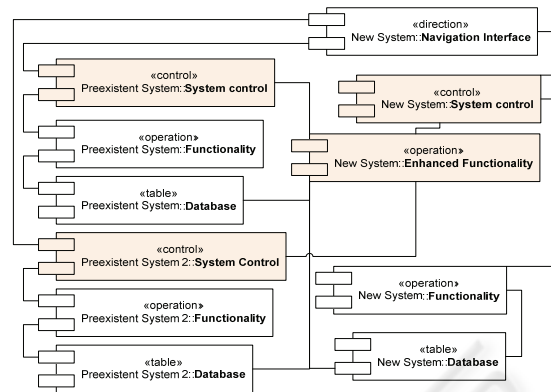 «direction»
New System::Navigation Interface
«control»
Preexistent System::System control
«control»
New System::System control
«operation»
Preexistent System::Functionality
«operation»
New System::Enhanced Functionality
«table»
Preexistent System::Database
«control»
Preexistent System 2::System Control
«operation»
New System::Functionality
«operation»
Preexistent System 2::Functionality
«table»
New System::Database
«table»
Preexistent System 2::Database